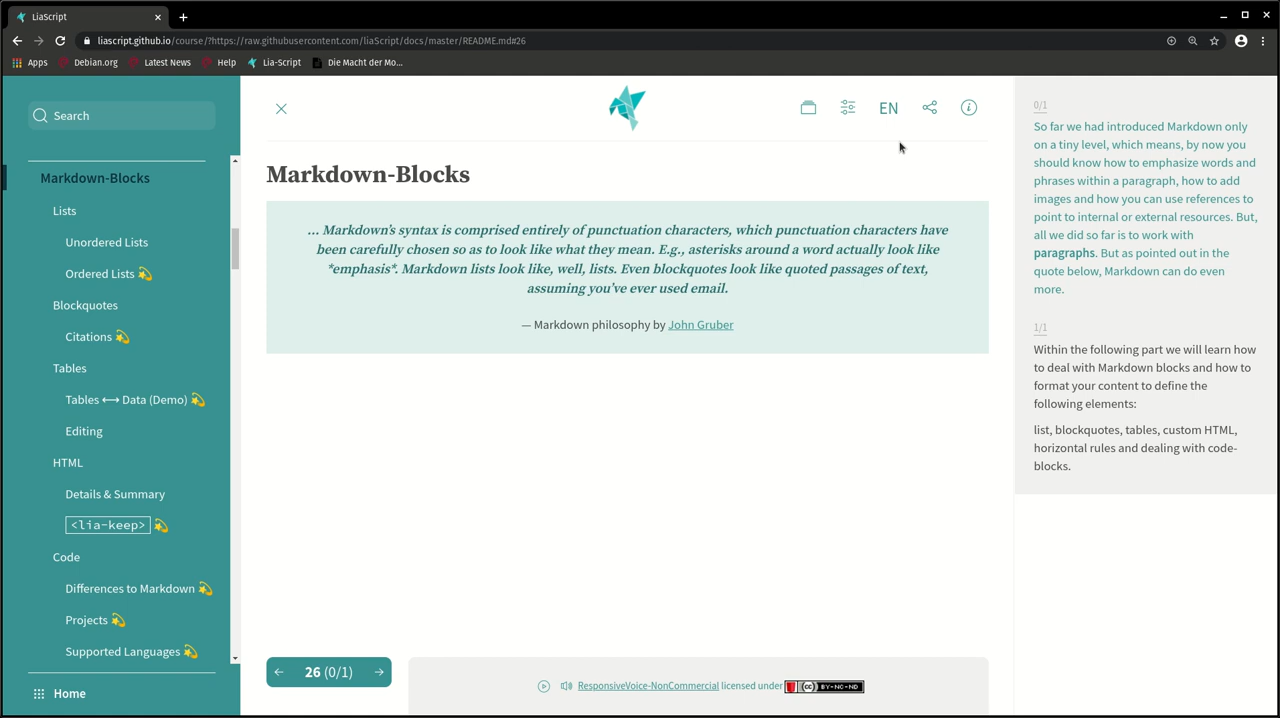 LiaScript
liascript.github.io/course/?https://raw.githubusercontent.com/liaScript/docs/master/README.md#26
Apps Debian.org Latest News Help Lia-Script Die Macht der Mo...
Search
Markdown-Blocks
Lists
Unordered Lists
Ordered Lists 💫
Blockquotes
Citations 💫
Tables
Tables ⟷ Data (Demo) 💫
Editing
HTML
Details & Summary
<lia-keep> 💫
Code
Differences to Markdown 💫
Projects 💫
Supported Languages 💫
Home
EN
Markdown-Blocks
... Markdown's syntax is comprised entirely of punctuation characters, which punctuation characters have
been carefully chosen so as to look like what they mean. E.g., asterisks around a word actually look like
*emphasis*. Markdown lists look like, well, lists. Even blockquotes look like quoted passages of text,
assuming you've ever used email.
— Markdown philosophy by John Gruber
26 (0/1)
ResponsiveVoice-NonCommercial licensed under
cc BY-NC-ND
0/1
So far we had introduced Markdown only
on a tiny level, which means, by now you
should know how to emphasize words and
phrases within a paragraph, how to add
images and how you can use references to
point to internal or external resources. But,
all we did so far is to work with
paragraphs. But as pointed out in the
quote below, Markdown can do even
more.
1/1
Within the following part we will learn how
to deal with Markdown blocks and how to
format your content to define the
following elements:
list, blockquotes, tables, custom HTML,
horizontal rules and dealing with code-
blocks.